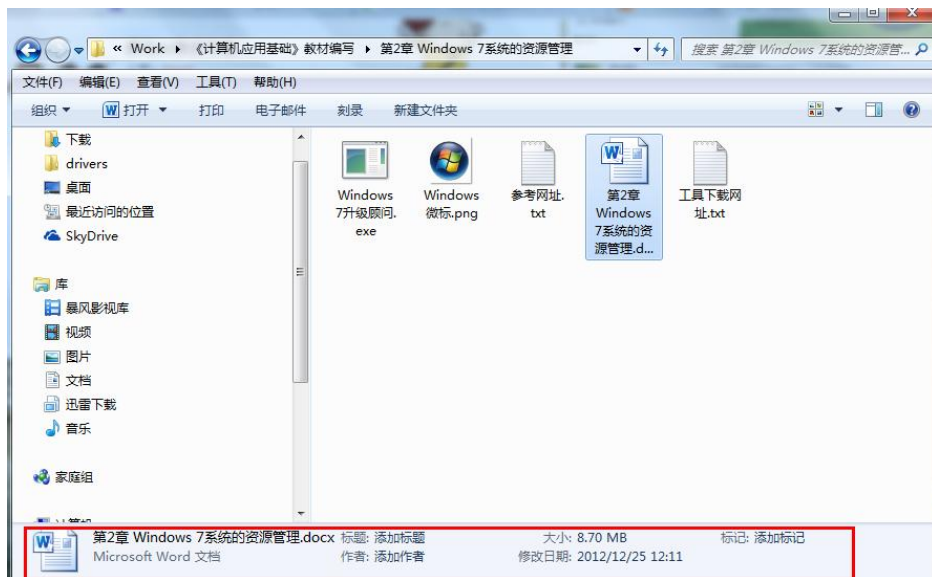 « Work ▸ 《计算机应用基础》教材编写 ▸ 第2章 Windows 7系统的资源管理
搜索 第2章 Windows 7系统的资源管...
文件(F) 编辑(E) 查看(V) 工具(T) 帮助(H)
组织 打开 打印 电子邮件 刻录 新建文件夹
下载
drivers
桌面
最近访问的位置
SkyDrive
库
暴风影视库
视频
图片
文档
迅雷下载
音乐
家庭组
Windows
7升级顾问.
exe
Windows
微标.png
参考网址.
txt
第2章
Windows
7系统的资
源管理.d...
工具下载网
址.txt
第2章 Windows 7系统的资源管理.docx 标题: 添加标题 大小: 8.70 MB 标记: 添加标记
Microsoft Word 文档 作者: 添加作者 修改日期: 2012/12/25 12:11